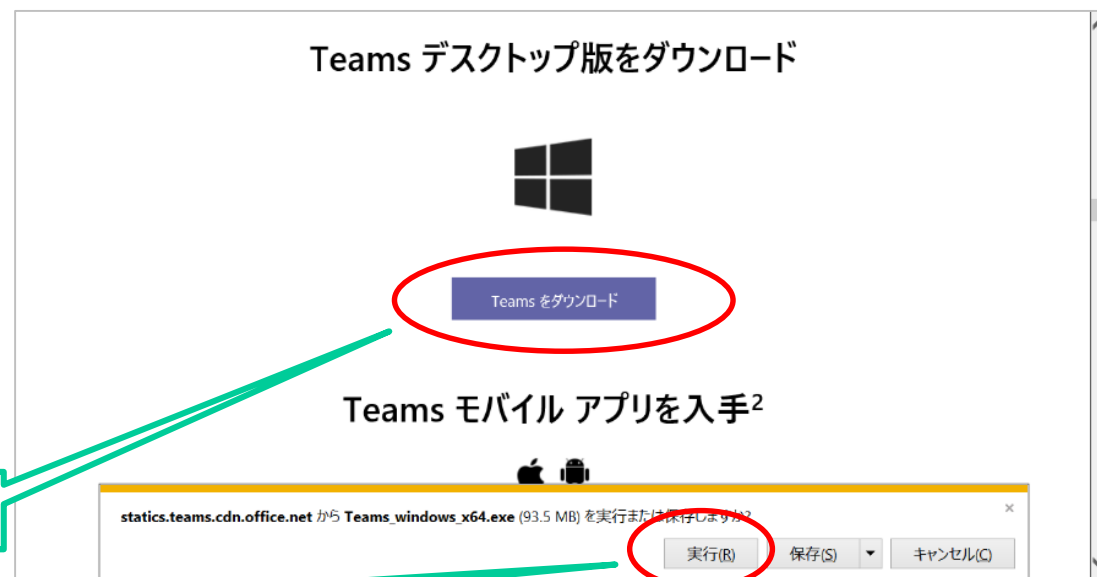 Teams デスクトップ版をダウンロード
Teams をダウンロード
Teams モバイル アプリを入手2
statics.teams.cdn.office.net から Teams_windows_x64.exe (93.5 MB) を実行または保存しますか?
×
実行(R) 保存(S) キャンセル(C)